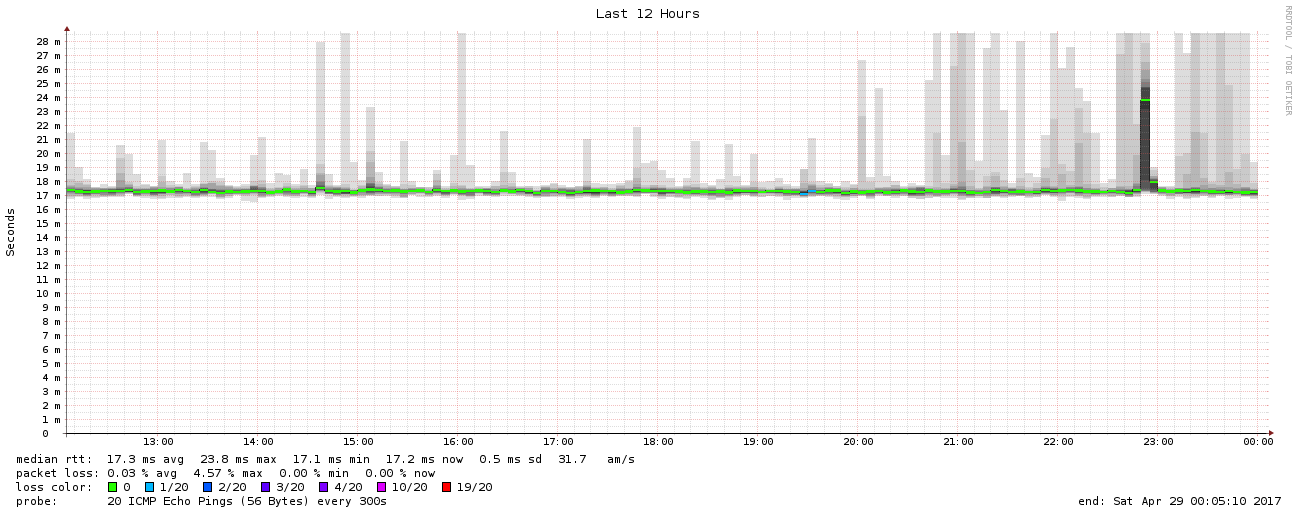 Last 12 Hours
RRDTOOL / TOBI OETIKER
Seconds
28 m
27 m
26 m
25 m
24 m
23 m
22 m
21 m
20 m
19 m
18 m
17 m
16 m
15 m
14 m
13 m
12 m
11 m
10 m
9 m
8 m
7 m
6 m
5 m
4 m
3 m
2 m
1 m
0
13:00 14:00 15:00 16:00 17:00 18:00 19:00 20:00 21:00 22:00 23:00 00:00
median rtt: 17.3 ms avg 23.8 ms max 17.1 ms min 17.2 ms now 0.5 ms sd 31.7 am/s
packet loss: 0.03 % avg 4.57 % max 0.00 % min 0.00 % now
loss color: 0 1/20 2/20 3/20 4/20 10/20 19/20
probe: 20 ICMP Echo Pings (56 Bytes) every 300s end: Sat Apr 29 00:05:10 2017